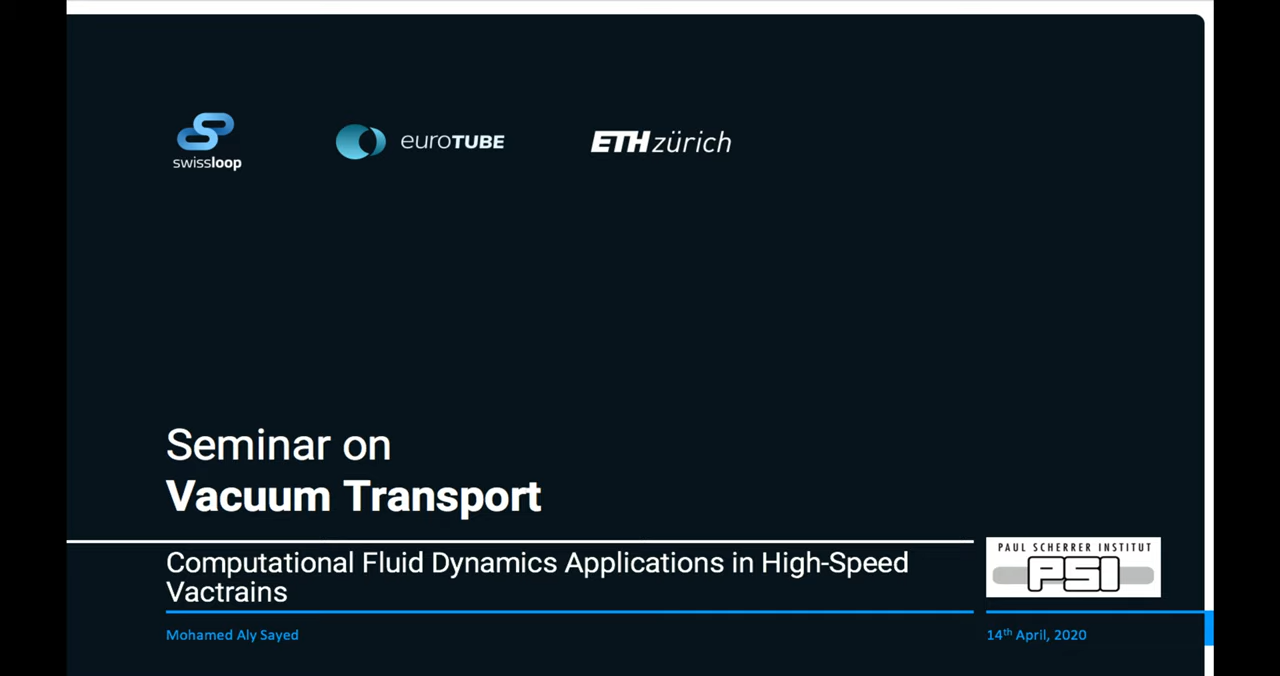 swissloop
euroTUBE
ETH zürich
Seminar on
Vacuum Transport
Computational Fluid Dynamics Applications in High-Speed
Vactrains
PAUL SCHERRER INSTITUT
PSI
Mohamed Aly Sayed
14th April, 2020